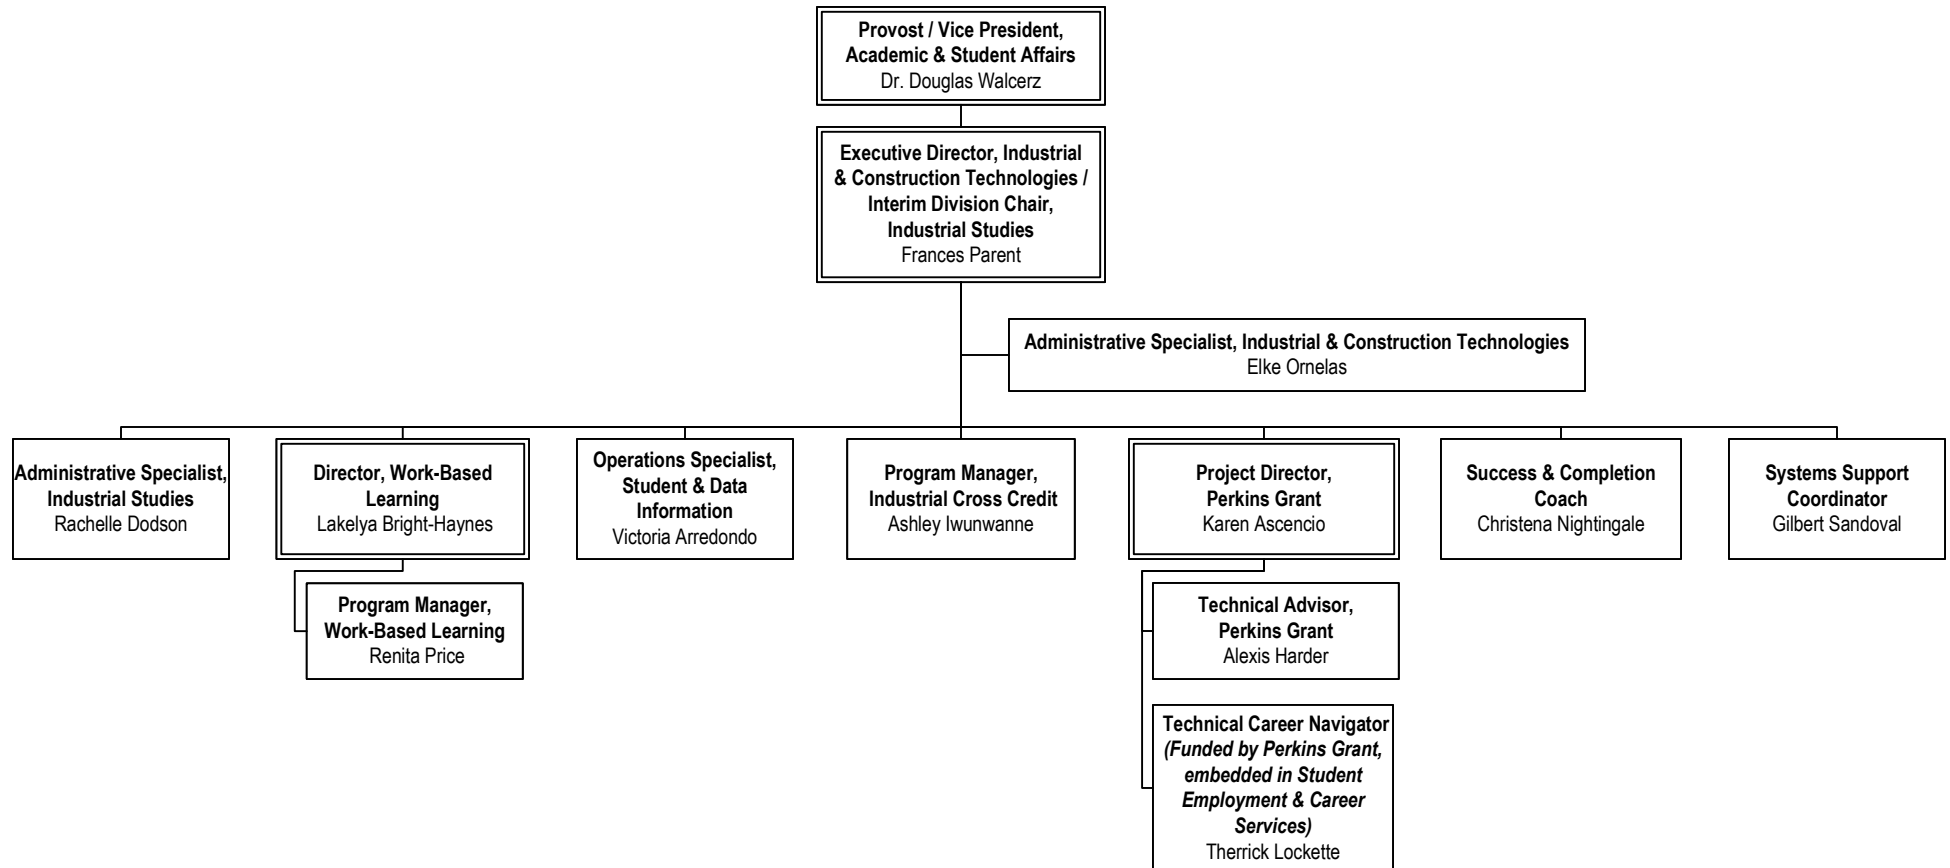 Provost / Vice President,
Academic & Student Affairs
Dr. Douglas Walcerz
Executive Director, Industrial
& Construction Technologies /
Interim Division Chair,
Industrial Studies
Frances Parent
Administrative Specialist, Industrial & Construction Technologies
Elke Ornelas
Administrative Specialist,
Industrial Studies
Rachelle Dodson
Director, Work-Based
Learning
Lakelya Bright-Haynes
Operations Specialist,
Student & Data
Information
Victoria Arredondo
Program Manager,
Industrial Cross Credit
Ashley Iwunwanne
Project Director,
Perkins Grant
Karen Ascencio
Success & Completion
Coach
Christena Nightingale
Systems Support
Coordinator
Gilbert Sandoval
Program Manager,
Work-Based Learning
Renita Price
Technical Advisor,
Perkins Grant
Alexis Harder
Technical Career Navigator
(Funded by Perkins Grant,
embedded in Student
Employment & Career
Services)
Therrick Lockette